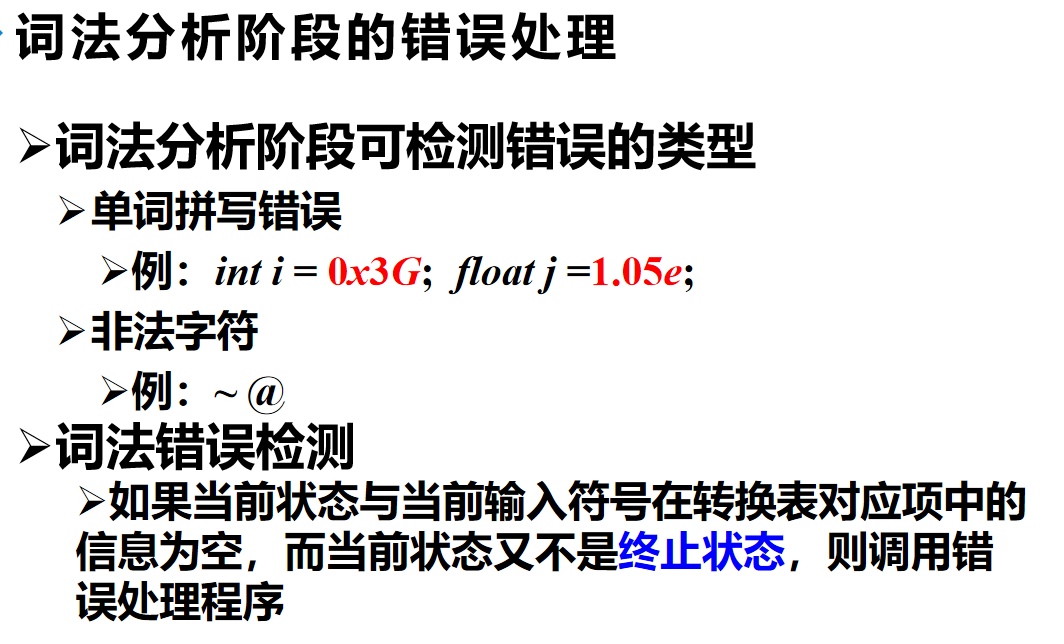 词法分析阶段的错误处理
➢词法分析阶段可检测错误的类型
➢单词拼写错误
➢例：int i = 0x3G; float j =1.05e;
➢非法字符
➢例：~ @
➢词法错误检测
➢如果当前状态与当前输入符号在转换表对应项中的
信息为空，而当前状态又不是终止状态，则调用错
误处理程序